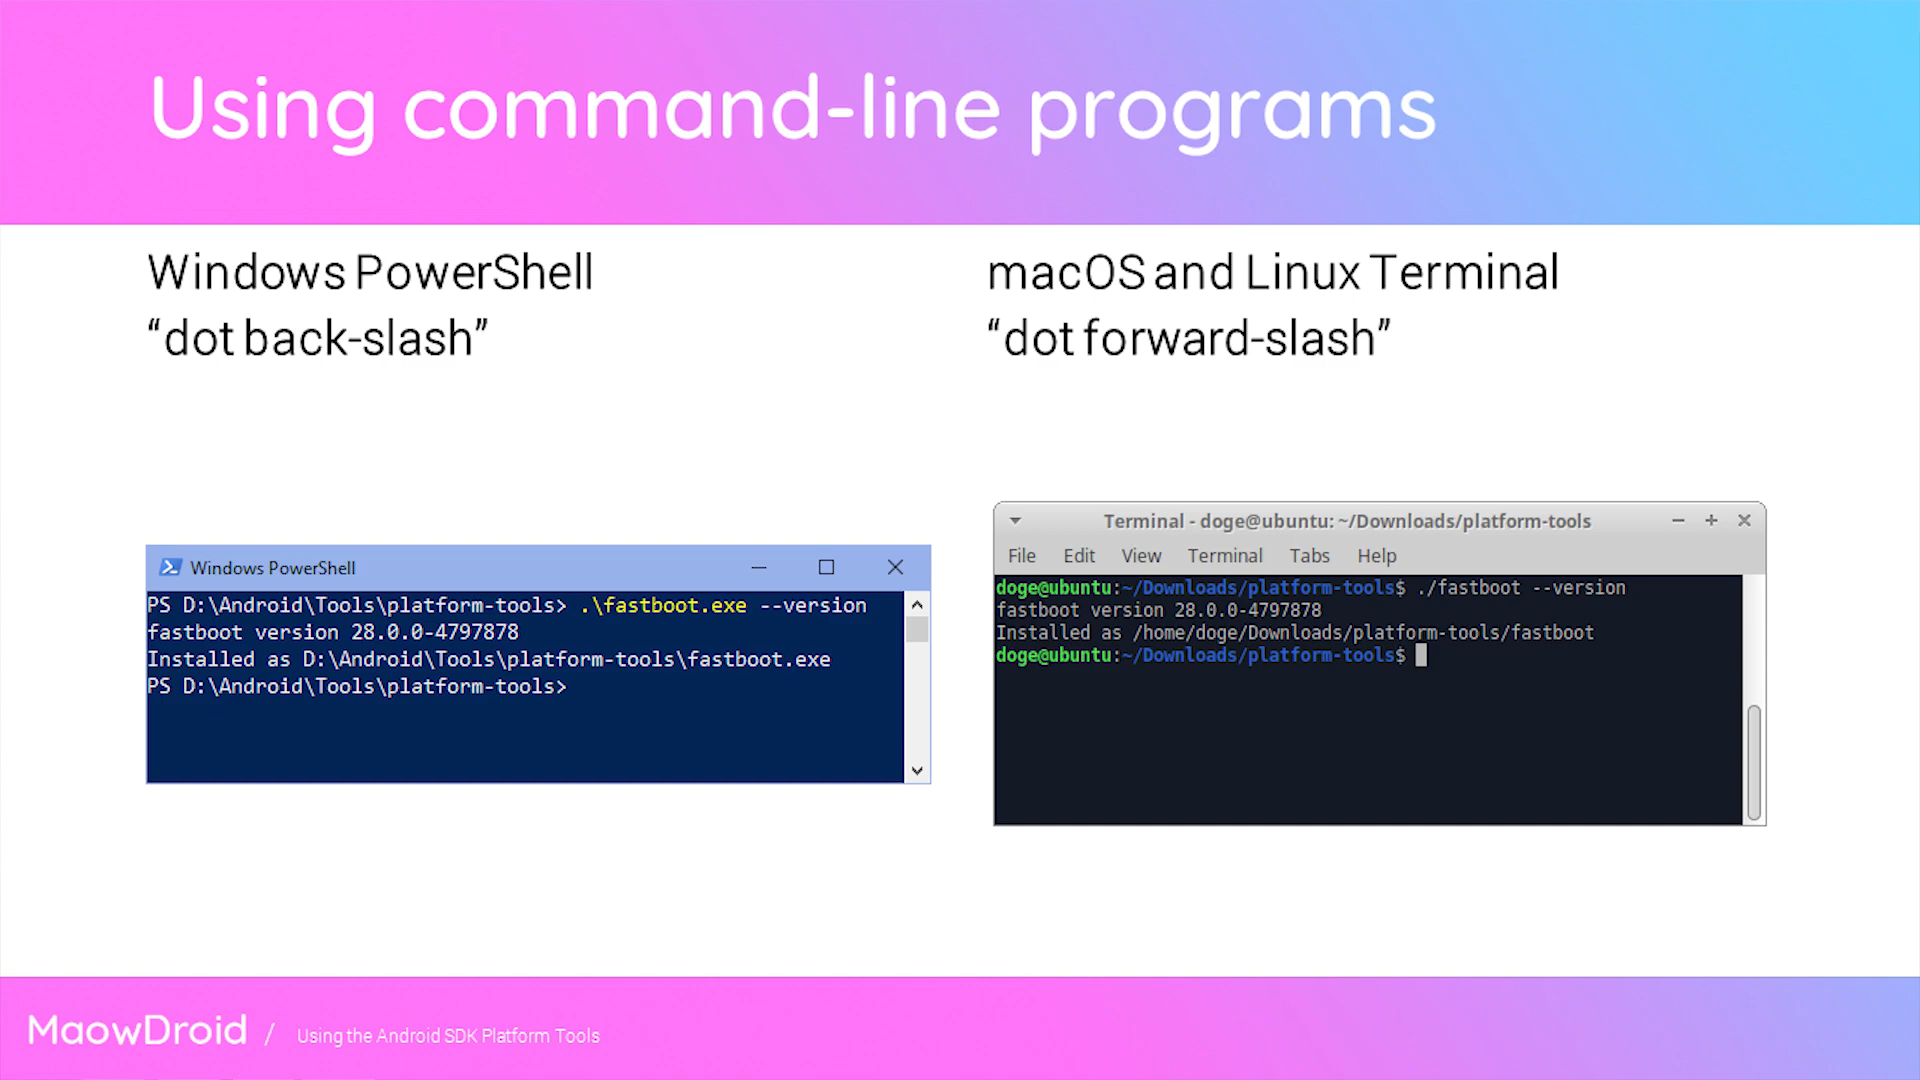 Using command-line programs
Windows PowerShell
“dot back-slash”
macOS and Linux Terminal
“dot forward-slash”
Windows PowerShell
PS D:\Android\Tools\platform-tools> .\fastboot.exe --version
fastboot version 28.0.0-4797878
Installed as D:\Android\Tools\platform-tools\fastboot.exe
PS D:\Android\Tools\platform-tools>
Terminal - doge@ubuntu: ~/Downloads/platform-tools
File Edit View Terminal Tabs Help
doge@ubuntu:~/Downloads/platform-tools$ ./fastboot --version
fastboot version 28.0.0-4797878
Installed as /home/doge/Downloads/platform-tools/fastboot
doge@ubuntu:~/Downloads/platform-tools$
MaowDroid / Using the Android SDK Platform Tools